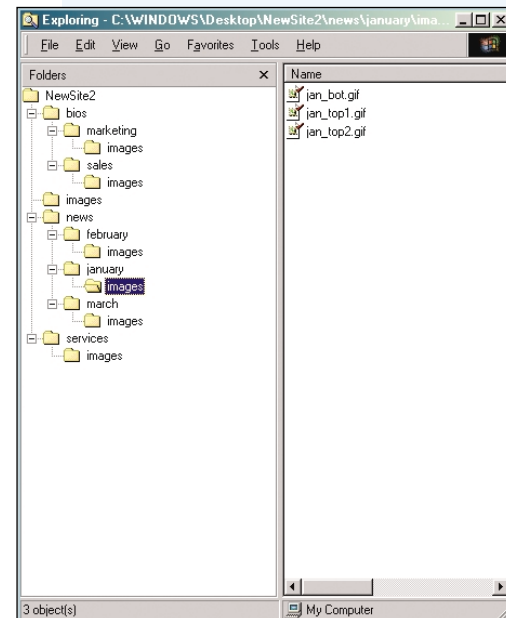 Exploring - C:\WINDOWS\Desktop\NewSite2\news\january\ima...
File Edit View Go Favorites Tools Help
Folders
NewSite2
bios
marketing
images
sales
images
images
news
february
images
january
images
march
images
services
images
Name
jan_bot.gif
jan_top1.gif
jan_top2.gif
3 object(s)
My Computer